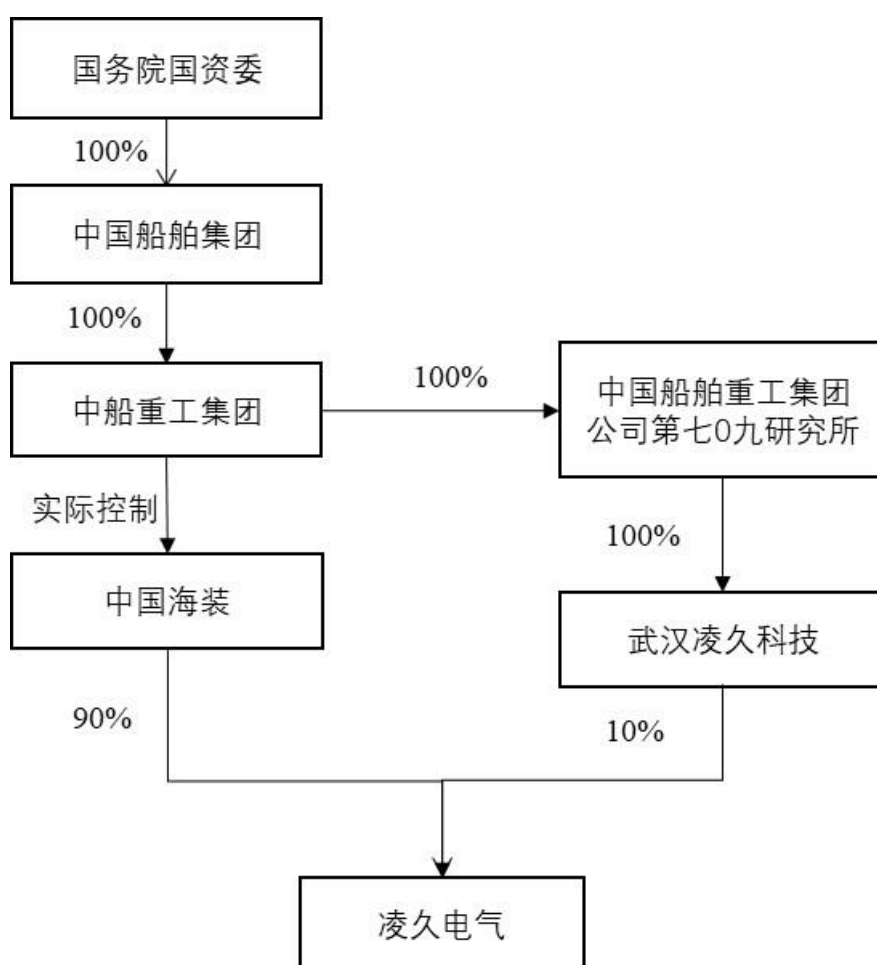 国务院国资委
100%
中国船舶集团
100%
中船重工集团
100%
中国船舶重工集团
公司第七0九研究所
实际控制
100%
中国海装
武汉凌久科技
90%
10%
凌久电气